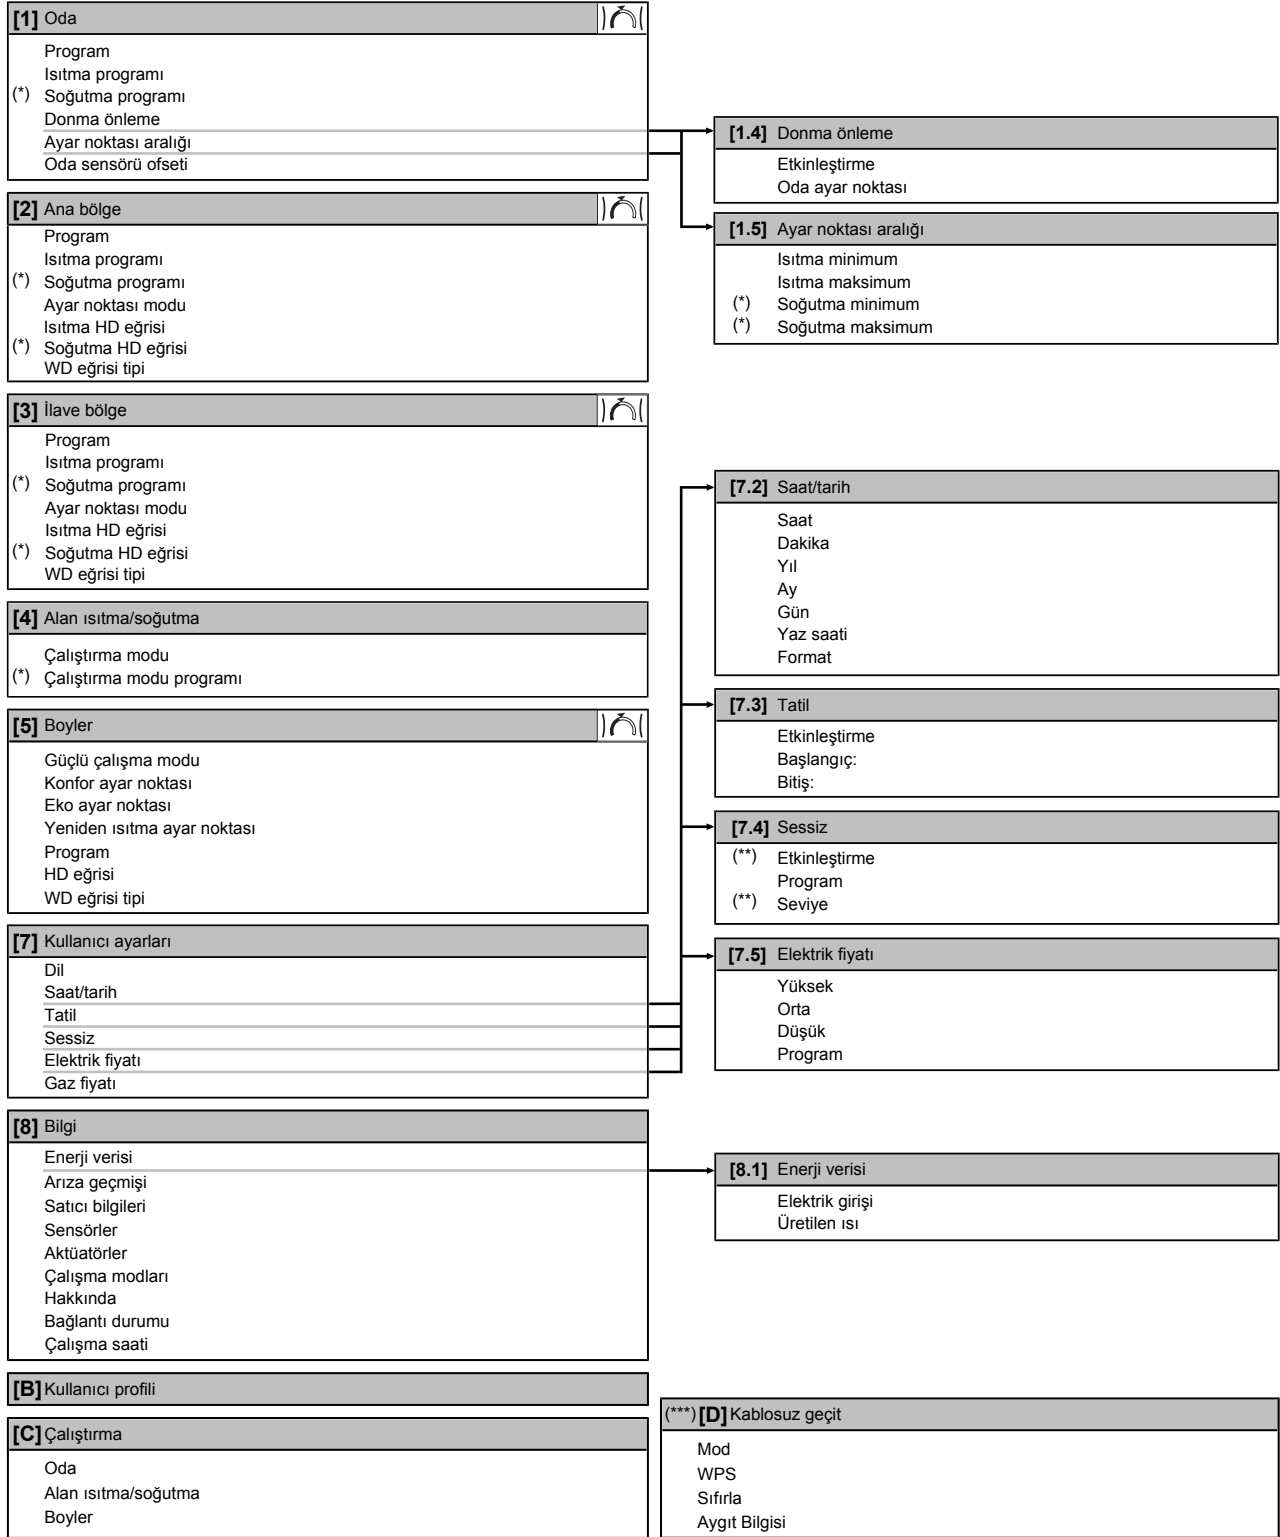 [1] Oda
Program
Isıtma programı
(*) Soğutma programı
Donma önleme
Ayar noktası aralığı
Oda sensörü ofseti
[2] Ana bölge
Program
Isıtma programı
(*) Soğutma programı
Ayar noktası modu
Isıtma HD eğrisi
(*) Soğutma HD eğrisi
WD eğrisi tipi
[3] İlave bölge
Program
Isıtma programı
(*) Soğutma programı
Ayar noktası modu
Isıtma HD eğrisi
(*) Soğutma HD eğrisi
WD eğrisi tipi
[4] Alan ısıtma/soğutma
Çalıştırma modu
(*) Çalıştırma modu programı
[5] Boyler
Güçlü çalışma modu
Konfor ayar noktası
Eko ayar noktası
Yeniden ısıtma ayar noktası
Program
HD eğrisi
WD eğrisi tipi
[7] Kullanıcı ayarları
Dil
Saat/tarih
Tatil
Sessiz
Elektrik fiyatı
Gaz fiyatı
[8] Bilgi
Enerji verisi
Arıza geçmişi
Satıcı bilgileri
Sensörler
Aktüatörler
Çalışma modları
Hakkında
Bağlantı durumu
Çalışma saati
[B] Kullanıcı profili
[C] Çalıştırma
Oda
Alan ısıtma/soğutma
Boyler
[1.4] Donma önleme
Etkinleştirme
Oda ayar noktası
[1.5] Ayar noktası aralığı
Isıtma minimum
Isıtma maksimum
(*) Soğutma minimum
(*) Soğutma maksimum
[7.2] Saat/tarih
Saat
Dakika
Yıl
Ay
Gün
Yaz saati
Format
[7.3] Tatil
Etkinleştirme
Başlangıç:
Bitiş:
[7.4] Sessiz
(**) Etkinleştirme
Program
(**) Seviye
[7.5] Elektrik fiyatı
Yüksek
Orta
Düşük
Program
[8.1] Enerji verisi
Elektrik girişi
Üretilen ısı
(***) [D] Kablosuz geçit
Mod
WPS
Sıfırla
Aygıt Bilgisi